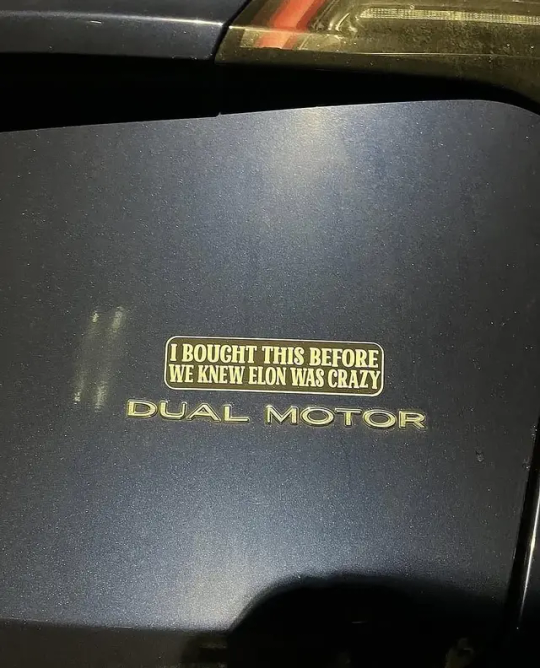 I BOUGHT THIS BEFORE
WE KNEW ELON WAS CRAZY
DUAL MOTOR